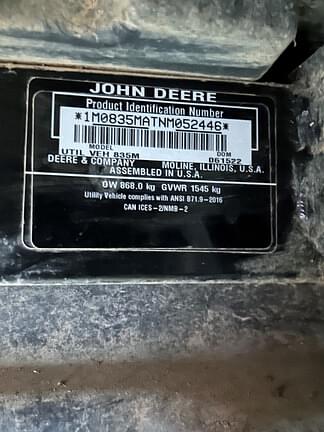 JOHN DEERE
Product Identification Number
*1M0835MATNM052446*
MODEL DOM
UTIL VEH 835M 061522
DEERE & COMPANY MOLINE, ILLINOIS, U.S.A.
ASSEMBLED IN U.S.A.
OW 868.0 kg GVWR 1545 kg
Utility Vehicle complies with ANSI B71.9-2016
CAN ICES-2/NMB-2